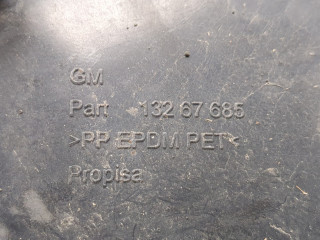 GM
Part 132 67 685
>PP EPDM PET<
Propisa